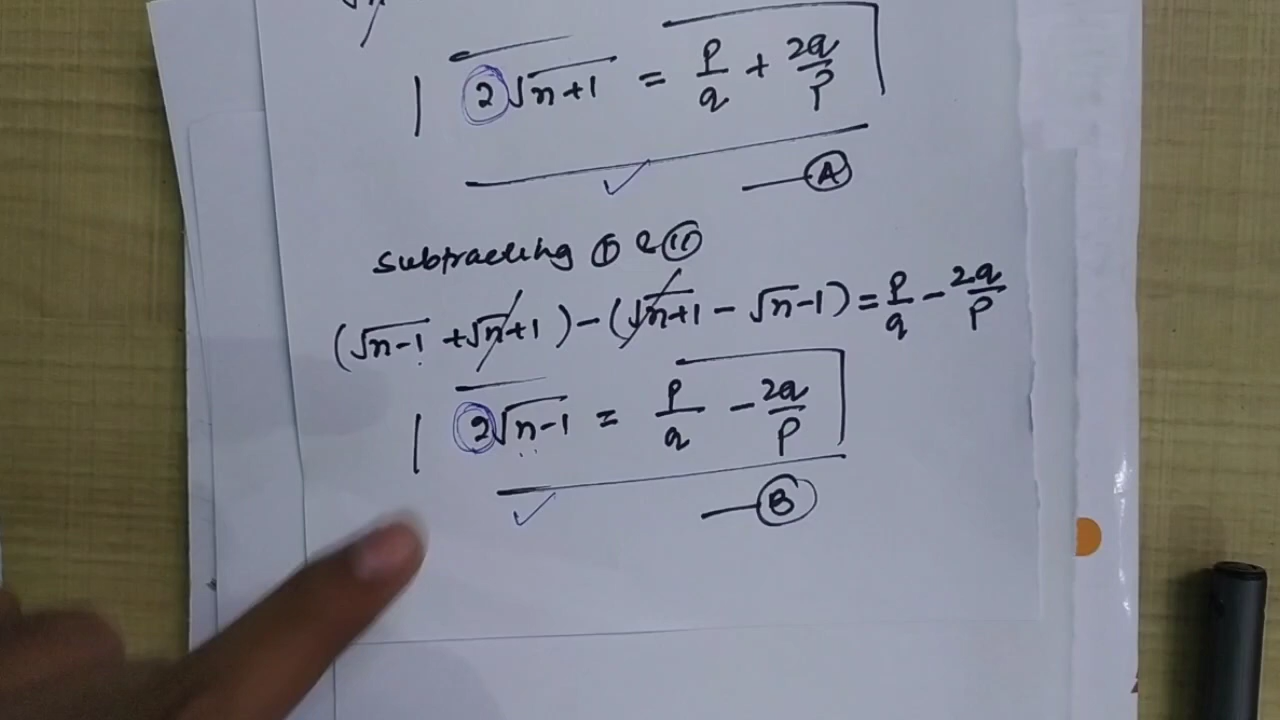 2√n+1 = p/q + 2q/p
A
Subtracting I & II
(√n-1 + √n+1) - (√n+1 - √n-1) = p/q - 2q/p
2√n-1 = p/q - 2q/p
B